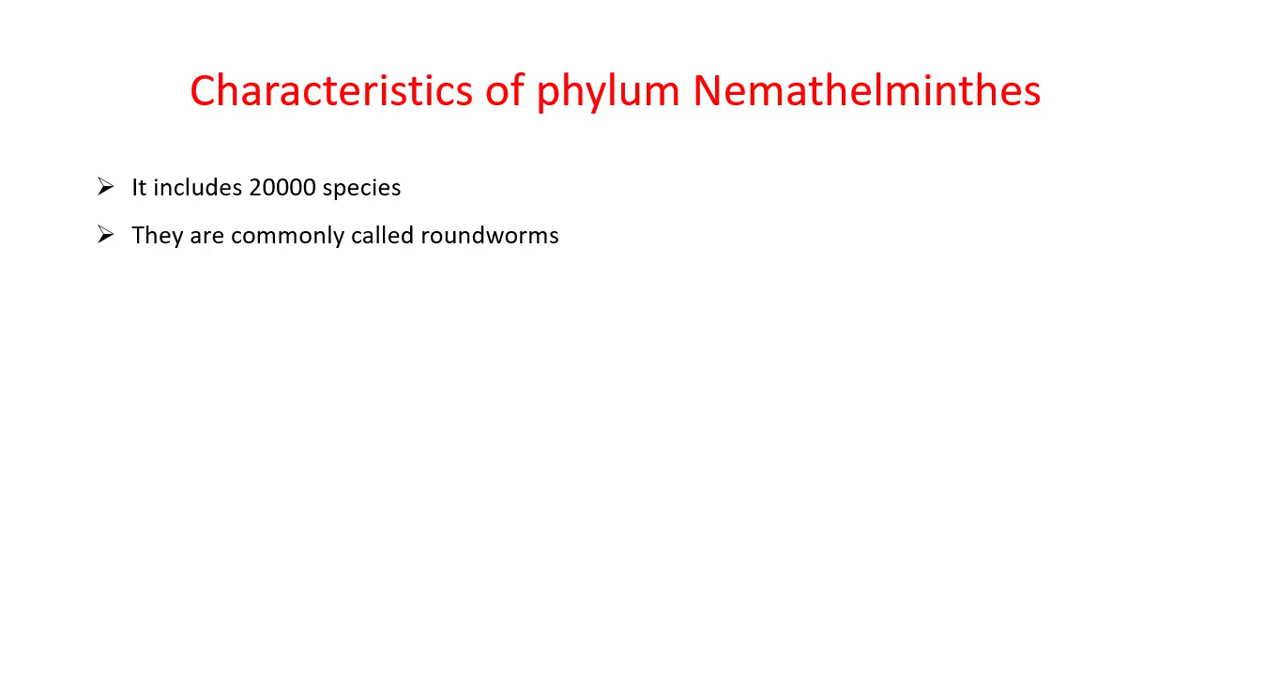 Characteristics of phylum Nemathelminthes
➢ It includes 20000 species
➢ They are commonly called roundworms